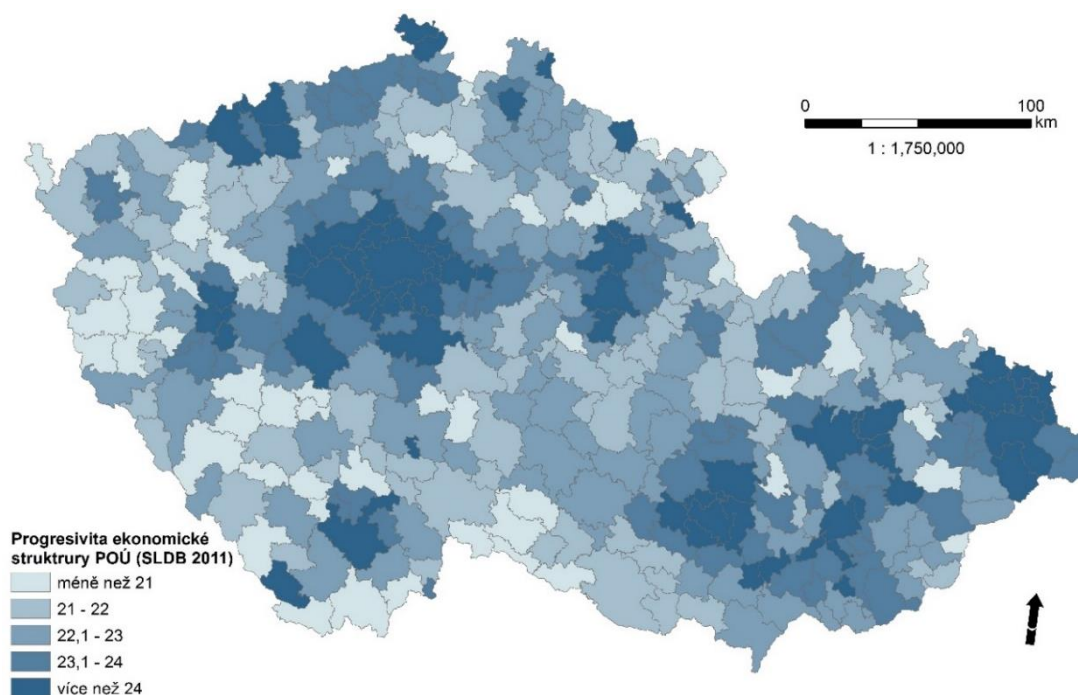 0 100
km
1 : 1,750,000
Progresivita ekonomické
struktrury POÚ (SLDB 2011)
méně než 21
21 - 22
22,1 - 23
23,1 - 24
více než 24